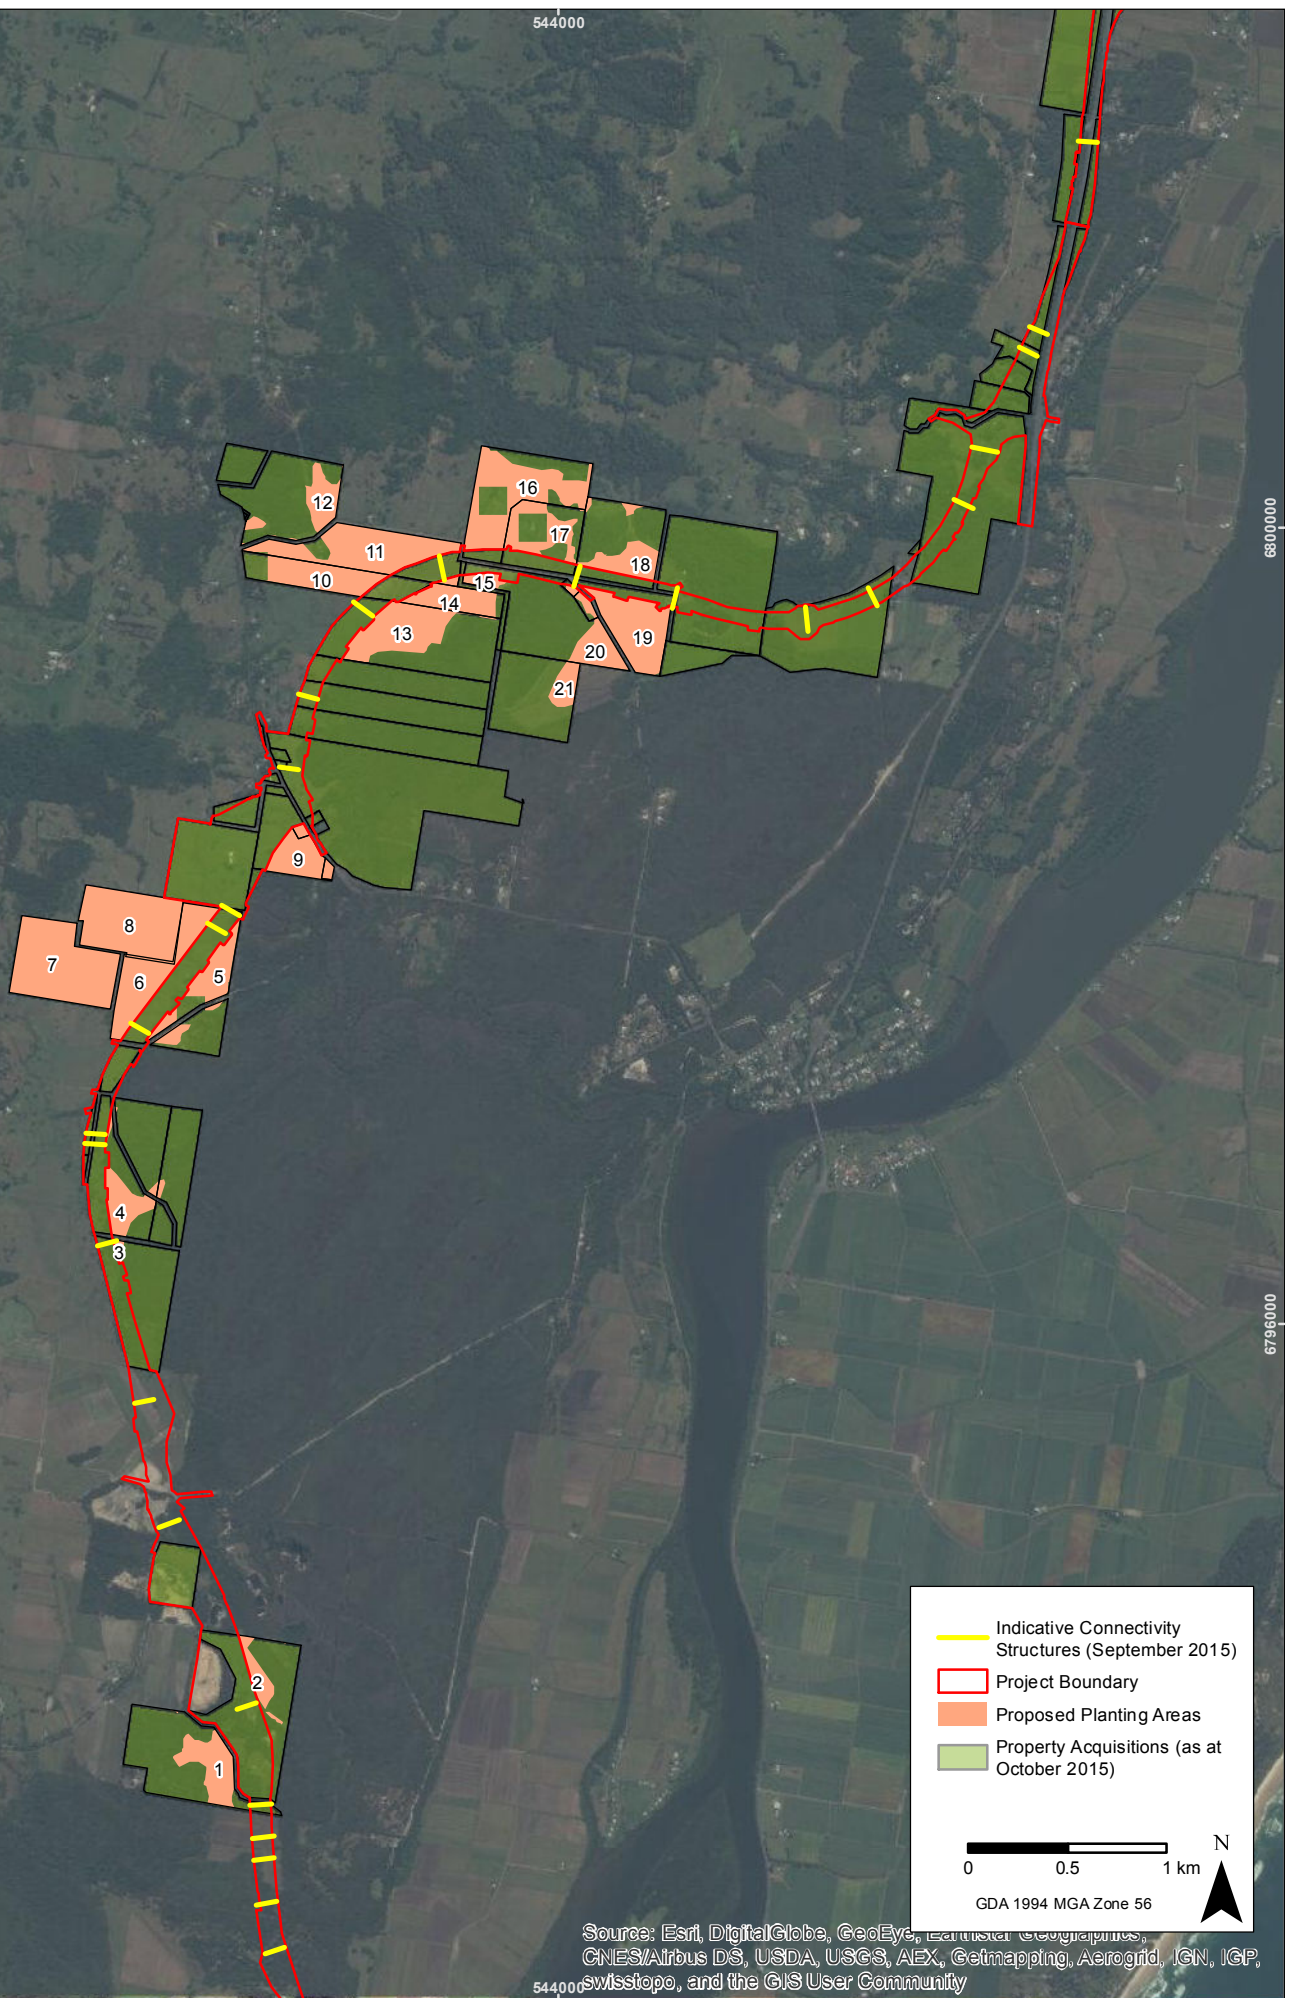 544000
12
16
17
11
18
10
15
14
13
19
20
21
6800000
9
8
7
6
5
4
3
6796000
2
1
Indicative Connectivity
Structures (September 2015)
Project Boundary
Proposed Planting Areas
Property Acquisitions (as at
October 2015)
N
0 0.5 1 km
GDA 1994 MGA Zone 56
Source: Esri, DigitalGlobe, GeoEye, Earthstar Geographics,
CNES/Airbus DS, USDA, USGS, AEX, Getmapping, Aerogrid, IGN, IGP,
swisstopo, and the GIS User Community
544000